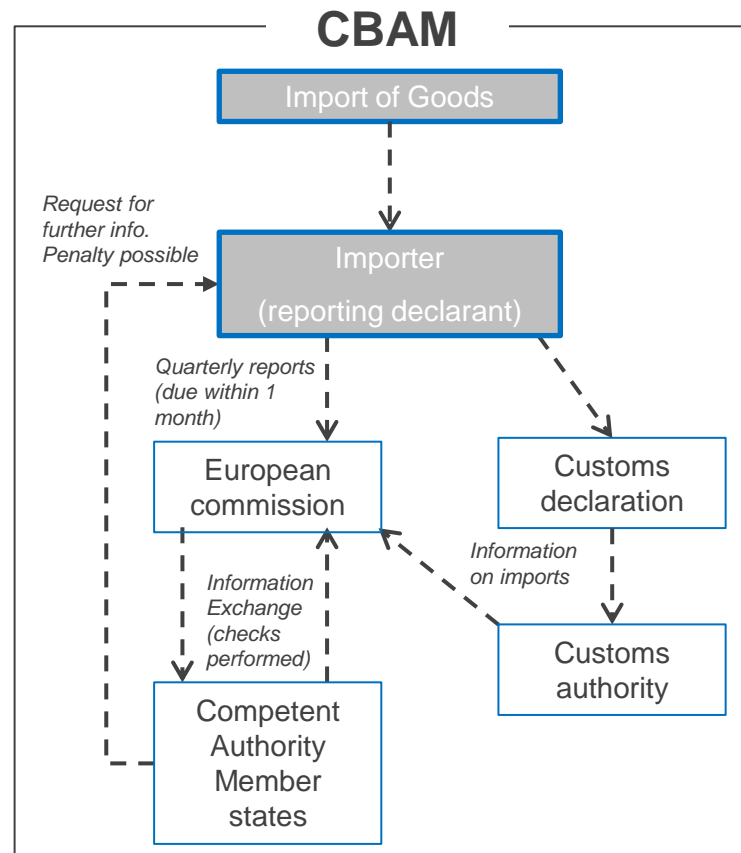 CBAM
Import of Goods
Request for
further info.
Penalty possible
Importer
(reporting declarant)
Quarterly reports
(due within 1
month)
European
commission
Customs
declaration
Information
on imports
Information
Exchange
(checks
performed)
Customs
authority
Competent
Authority
Member
states